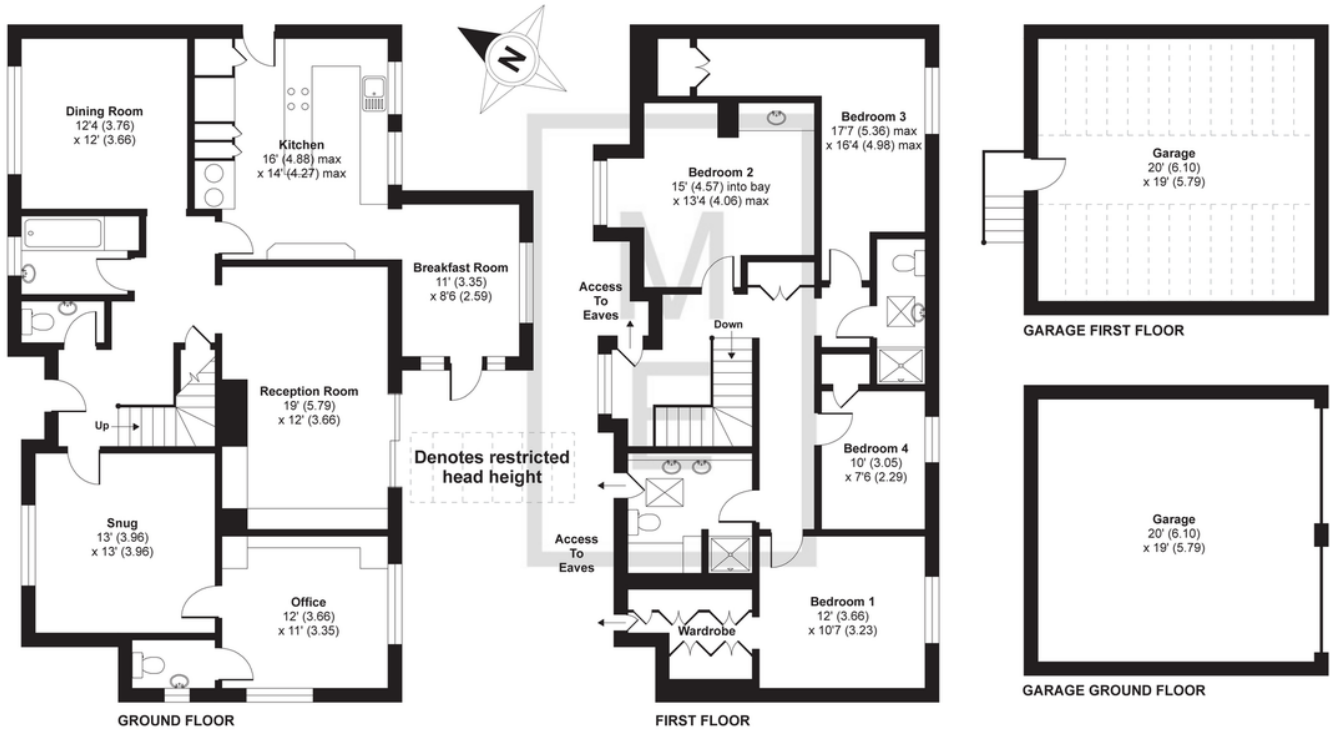 Dining Room
12'4 (3.76)
x 12' (3.66)
Kitchen
16' (4.88) max
x 14' (4.27) max
Breakfast Room
11' (3.35)
x 8'6 (2.59)
Reception Room
19' (5.79)
x 12' (3.66)
Up
Snug
13' (3.96)
x 13' (3.96)
Office
12' (3.66)
x 11' (3.35)
GROUND FLOOR
N
Denotes restricted
head height
Bedroom 3
17'7 (5.36) max
x 16'4 (4.98) max
Bedroom 2
15' (4.57) into bay
x 13'4 (4.06) max
Access
To
Eaves
Down
Bedroom 4
10' (3.05)
x 7'6 (2.29)
Access
To
Eaves
Bedroom 1
12' (3.66)
x 10'7 (3.23)
Wardrobe
FIRST FLOOR
M
E
Garage
20' (6.10)
x 19' (5.79)
GARAGE FIRST FLOOR
Garage
20' (6.10)
x 19' (5.79)
GARAGE GROUND FLOOR